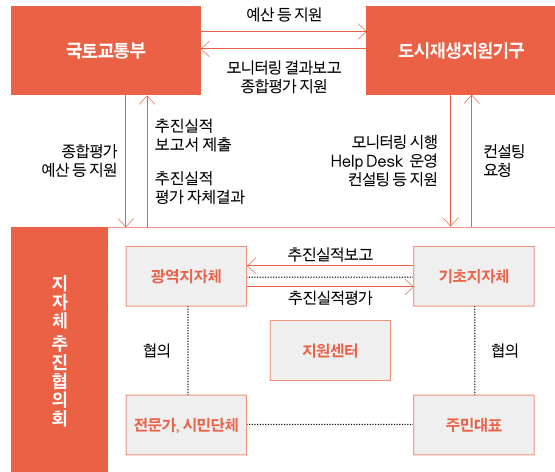 예산 등 지원
국토교통부
도시재생지원기구
모니터링 결과보고
종합평가 지원
종합평가
예산 등 지원
추진실적
보고서 제출
추진실적
평가 자체결과
모니터링 시행
Help Desk 운영
컨설팅 등 지원
컨설팅
요청
지자체 추진협의회
광역지자체
추진실적보고
기초지자체
추진실적평가
지원센터
협의
협의
전문가, 시민단체
주민대표